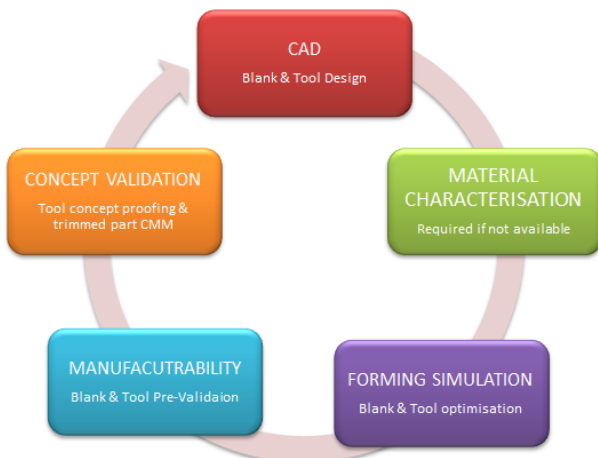 CAD
Blank & Tool Design
MATERIAL
CHARACTERISATION
Required if not available
FORMING SIMULATION
Blank & Tool optimisation
MANUFACUTRABILITY
Blank & Tool Pre-Validaion
CONCEPT VALIDATION
Tool concept proofing &
trimmed part CMM